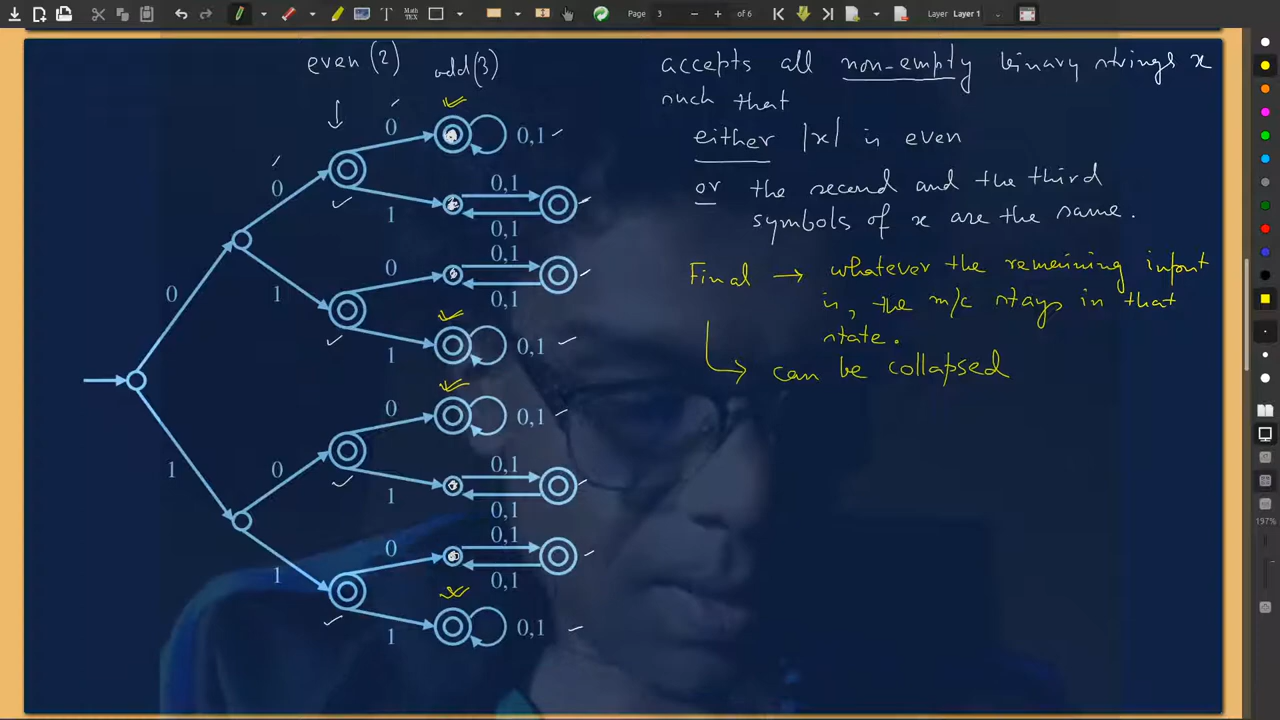 Page 3 of 6 Layer Layer 1
even (2)
odd (3)
accepts all non-empty binary strings x
such that
either |x| is even
or the second and the third
symbols of x are the same.
Final → whatever the remaining input
is, the m/c stays in that
state.
can be collapsed
0
0
0,1
0
1
0,1
0,1
0
0,1
1
0
0,1
1
0,1
0
0,1
1
0
0,1
1
0,1
0
0,1
1
0,1
1
0,1
197%